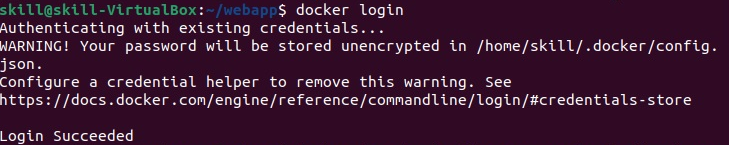 skill@skill-VirtualBox:~/webapp$ docker login
Authenticating with existing credentials...
WARNING! Your password will be stored unencrypted in /home/skill/.docker/config.
json.
Configure a credential helper to remove this warning. See
https://docs.docker.com/engine/reference/commandline/login/#credentials-store
Login Succeeded